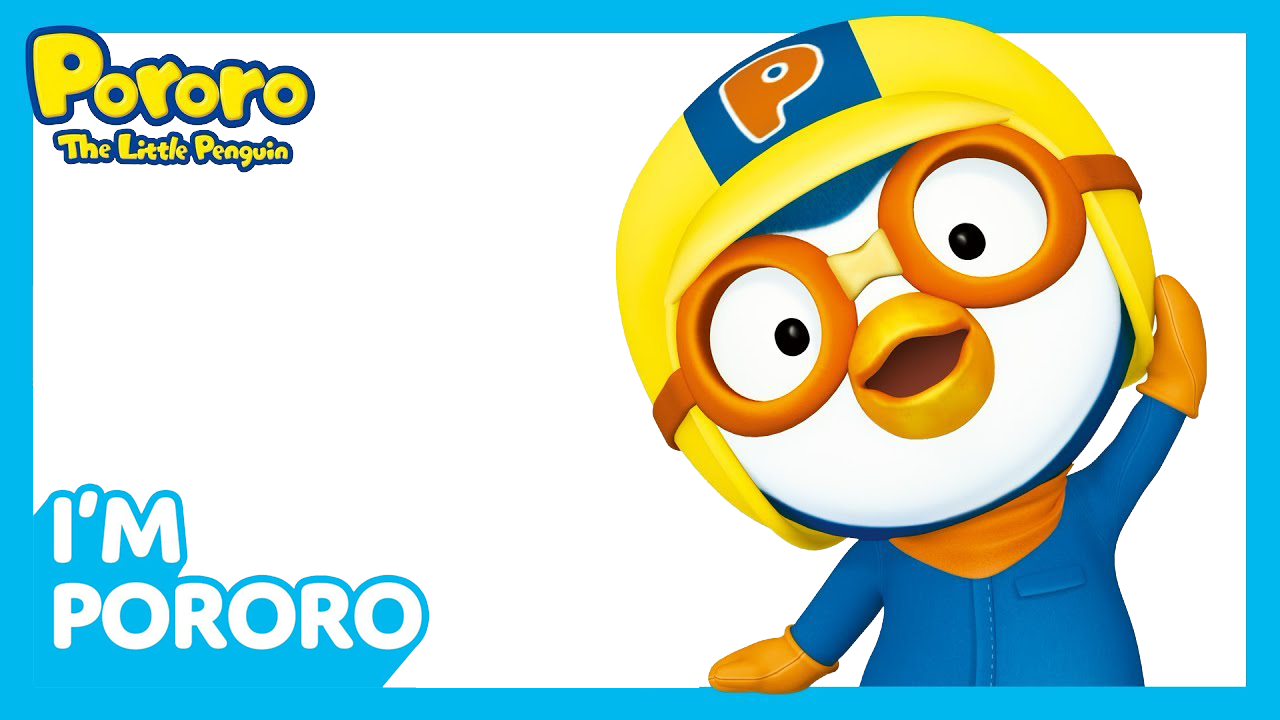 Pororo
The Little Penguin
P
I'M
PORORO